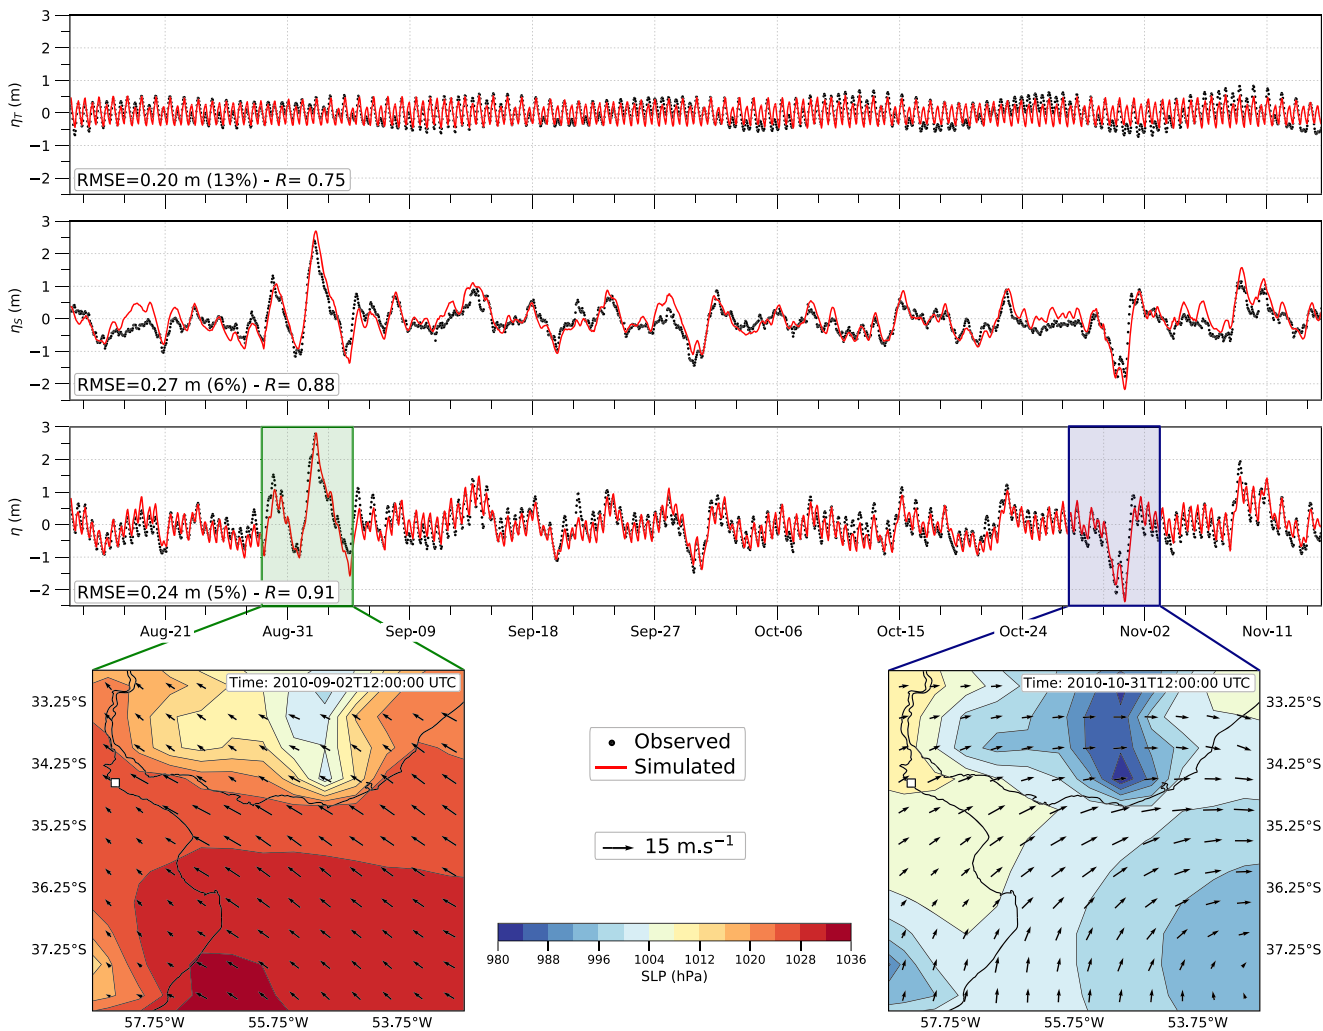 3
2
1
0
−1
−2
η_T (m)
RMSE=0.20 m (13%) - R= 0.75
3
2
1
0
−1
−2
η_S (m)
RMSE=0.27 m (6%) - R= 0.88
3
2
1
0
−1
−2
η (m)
RMSE=0.24 m (5%) - R= 0.91
Aug-21 Aug-31 Sep-09 Sep-18 Sep-27 Oct-06 Oct-15 Oct-24 Nov-02 Nov-11
Time: 2010-09-02T12:00:00 UTC
33.25°S
34.25°S
35.25°S
36.25°S
37.25°S
57.75°W 55.75°W 53.75°W
Observed
Simulated
15 m.s⁻¹
980 988 996 1004 1012 1020 1028 1036
SLP (hPa)
Time: 2010-10-31T12:00:00 UTC
33.25°S
34.25°S
35.25°S
36.25°S
37.25°S
57.75°W 55.75°W 53.75°W